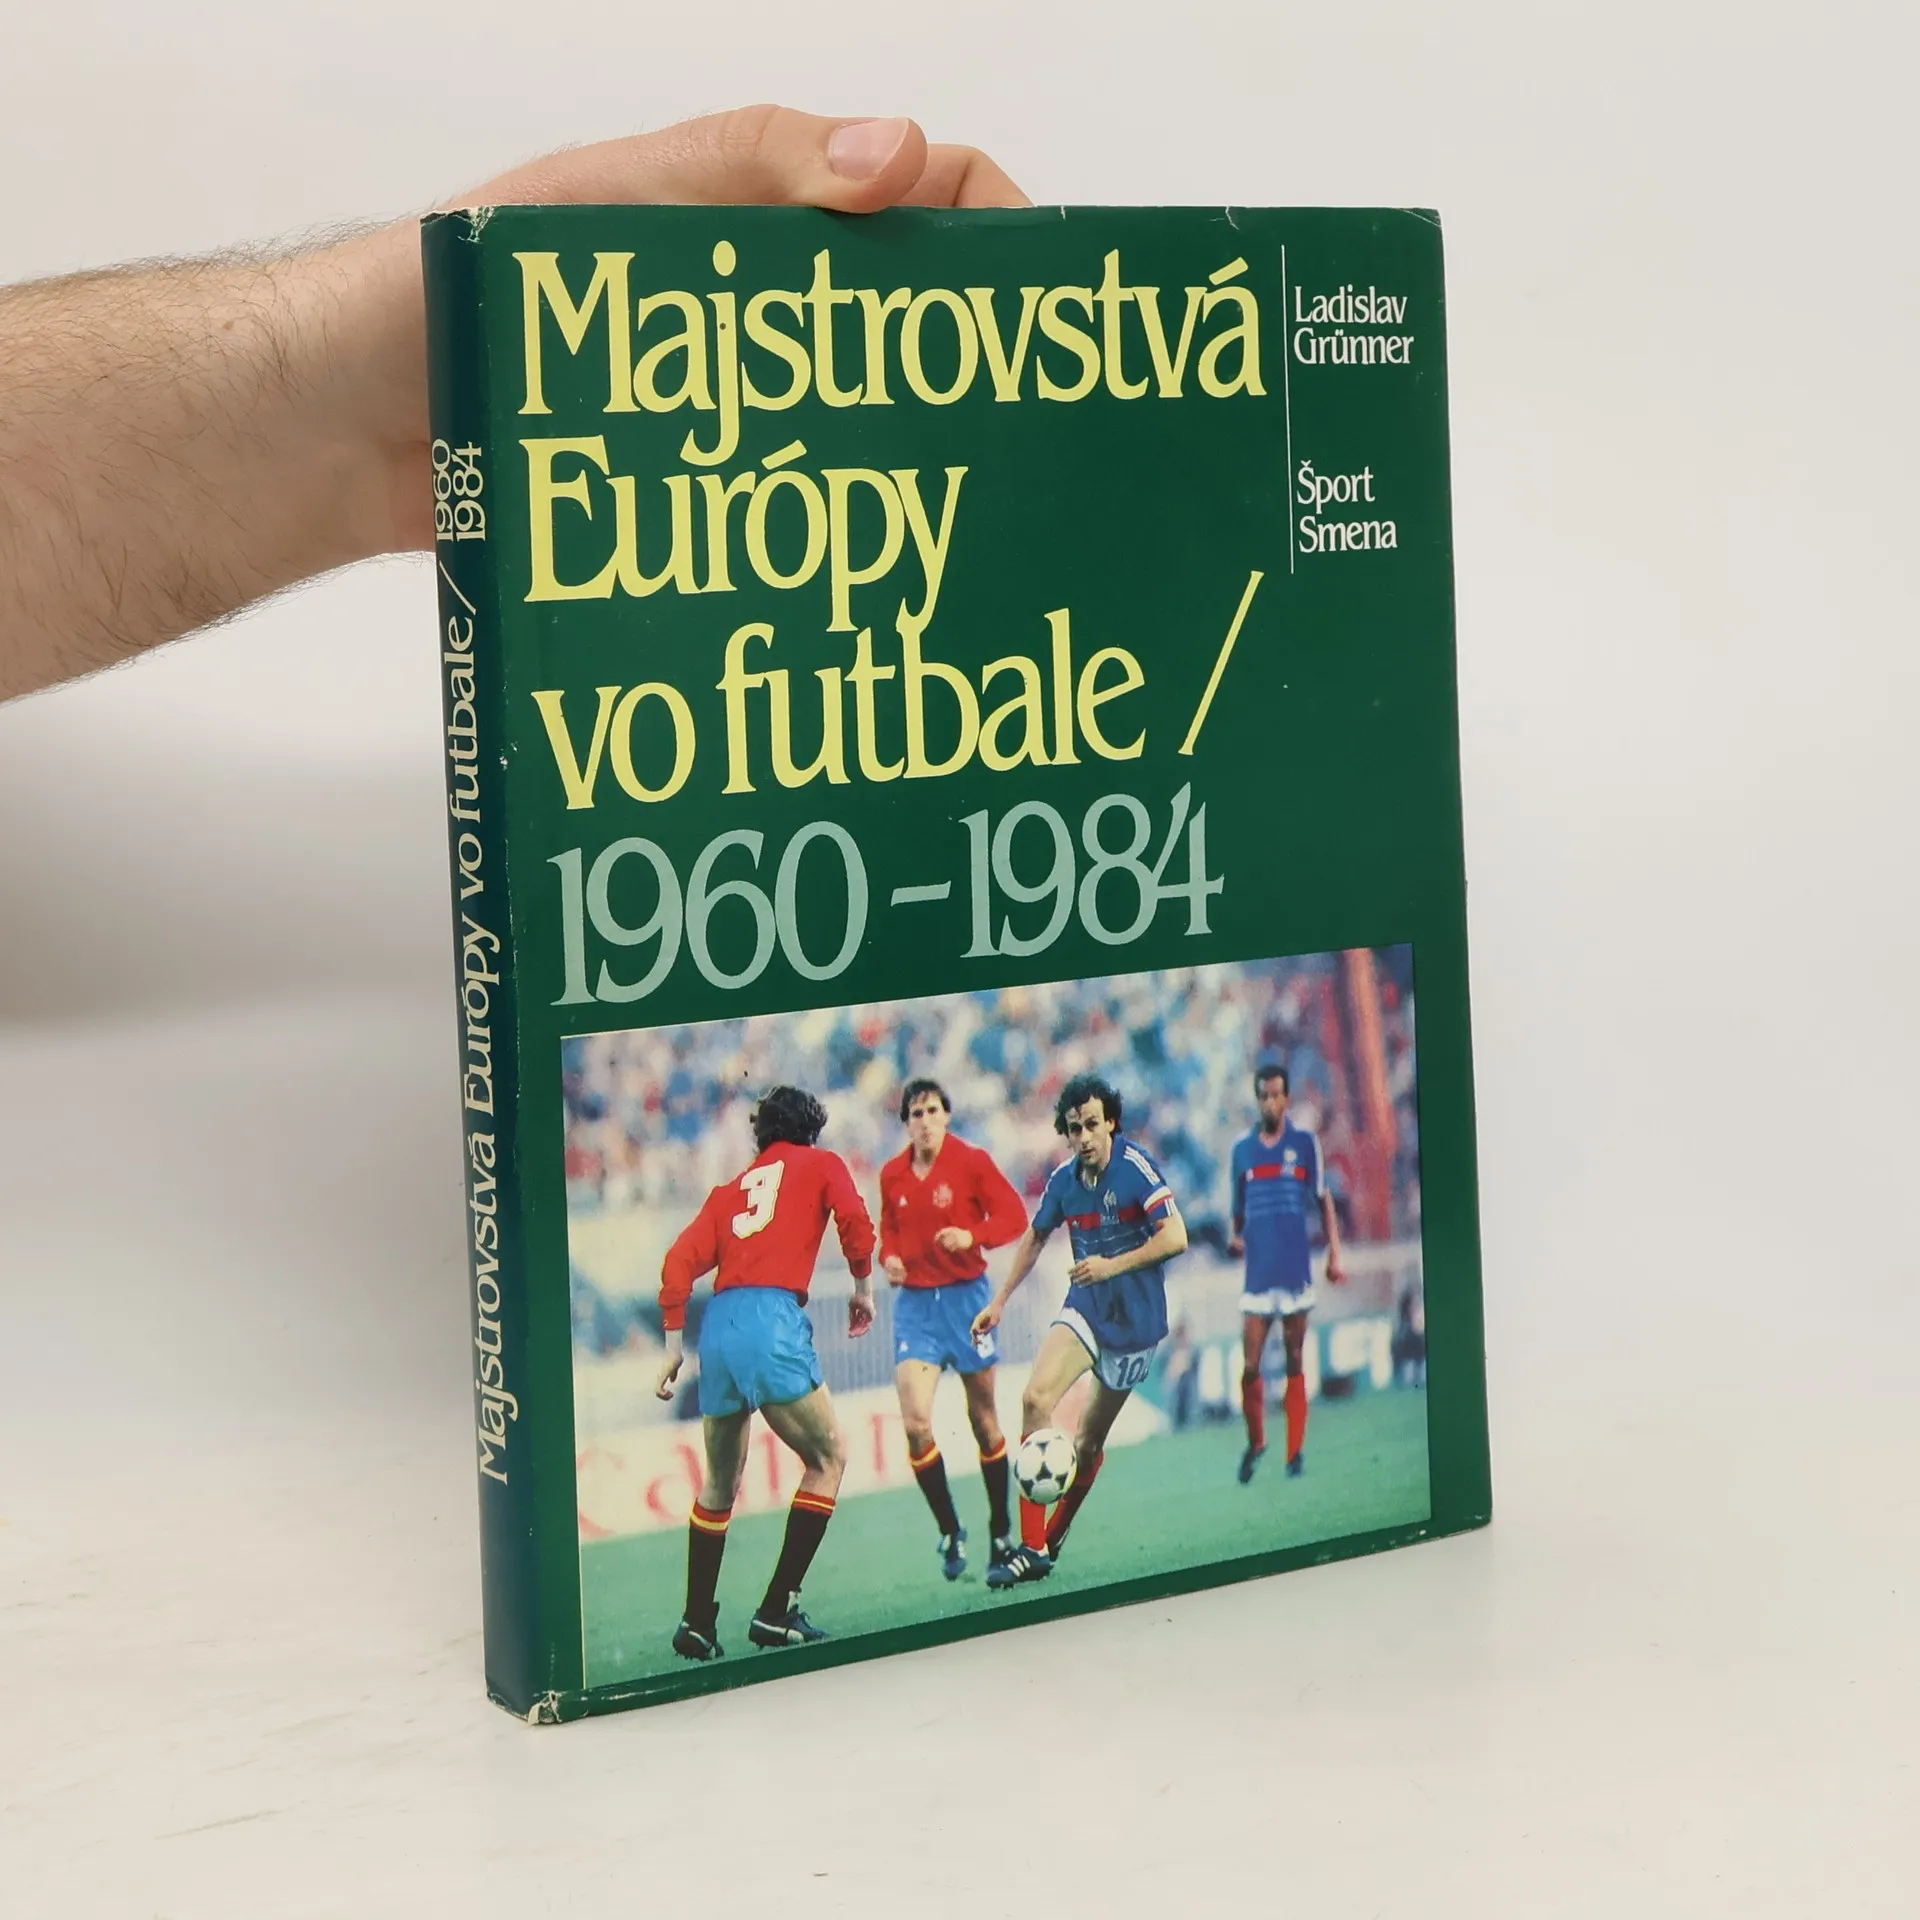 Majstrovstvá
Európy
vo futbale /
1960-1984
Ladislav
Grünner
Šport
Smena
Majstrovstvá Európy vo futbale / 1960
1984
3
10